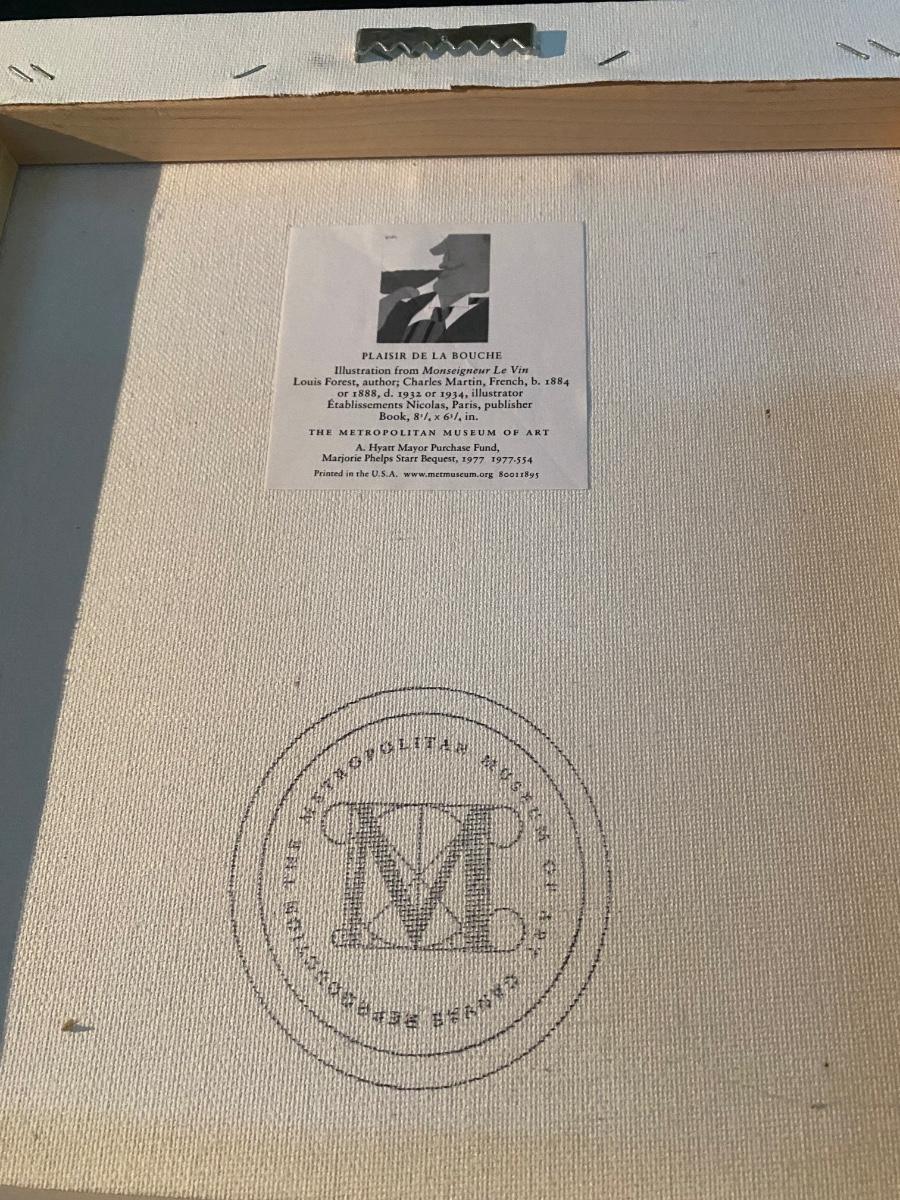 PLAISIR DE LA BOUCHE
Illustration from Monseigneur Le Vin
Louis Forest, author; Charles Martin, French, b. 1884
or 1888, d. 1932 or 1934, illustrator
Établissements Nicolas, Paris, publisher
Book, 8¹/₄ x 6¹/₄ in.
THE METROPOLITAN MUSEUM OF ART
A. Hyatt Mayor Purchase Fund,
Marjorie Phelps Starr Bequest, 1977 1977.554
Printed in the U.S.A. www.metmuseum.org 80011895
THE METROPOLITAN MUSEUM OF ART
M
CANVAS REPRODUCTION